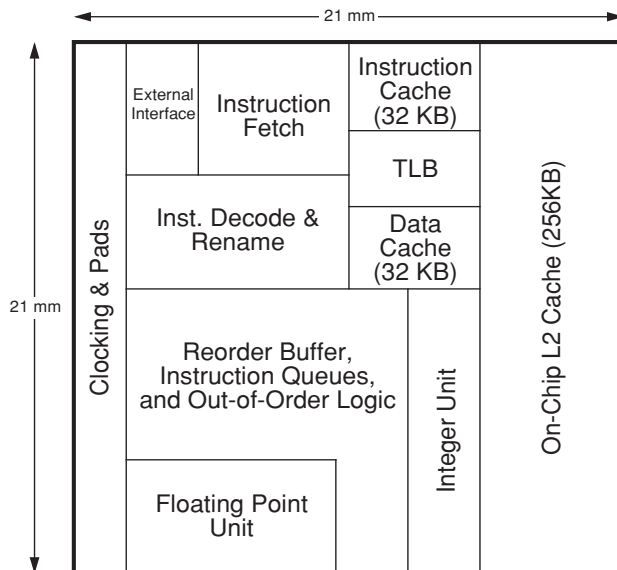 21 mm
21 mm
Clocking & Pads
External
Interface
Instruction
Fetch
Instruction
Cache
(32 KB)
TLB
Inst. Decode &
Rename
Data
Cache
(32 KB)
Reorder Buffer,
Instruction Queues,
and Out-of-Order Logic
Floating Point
Unit
Integer Unit
On-Chip L2 Cache (256KB)